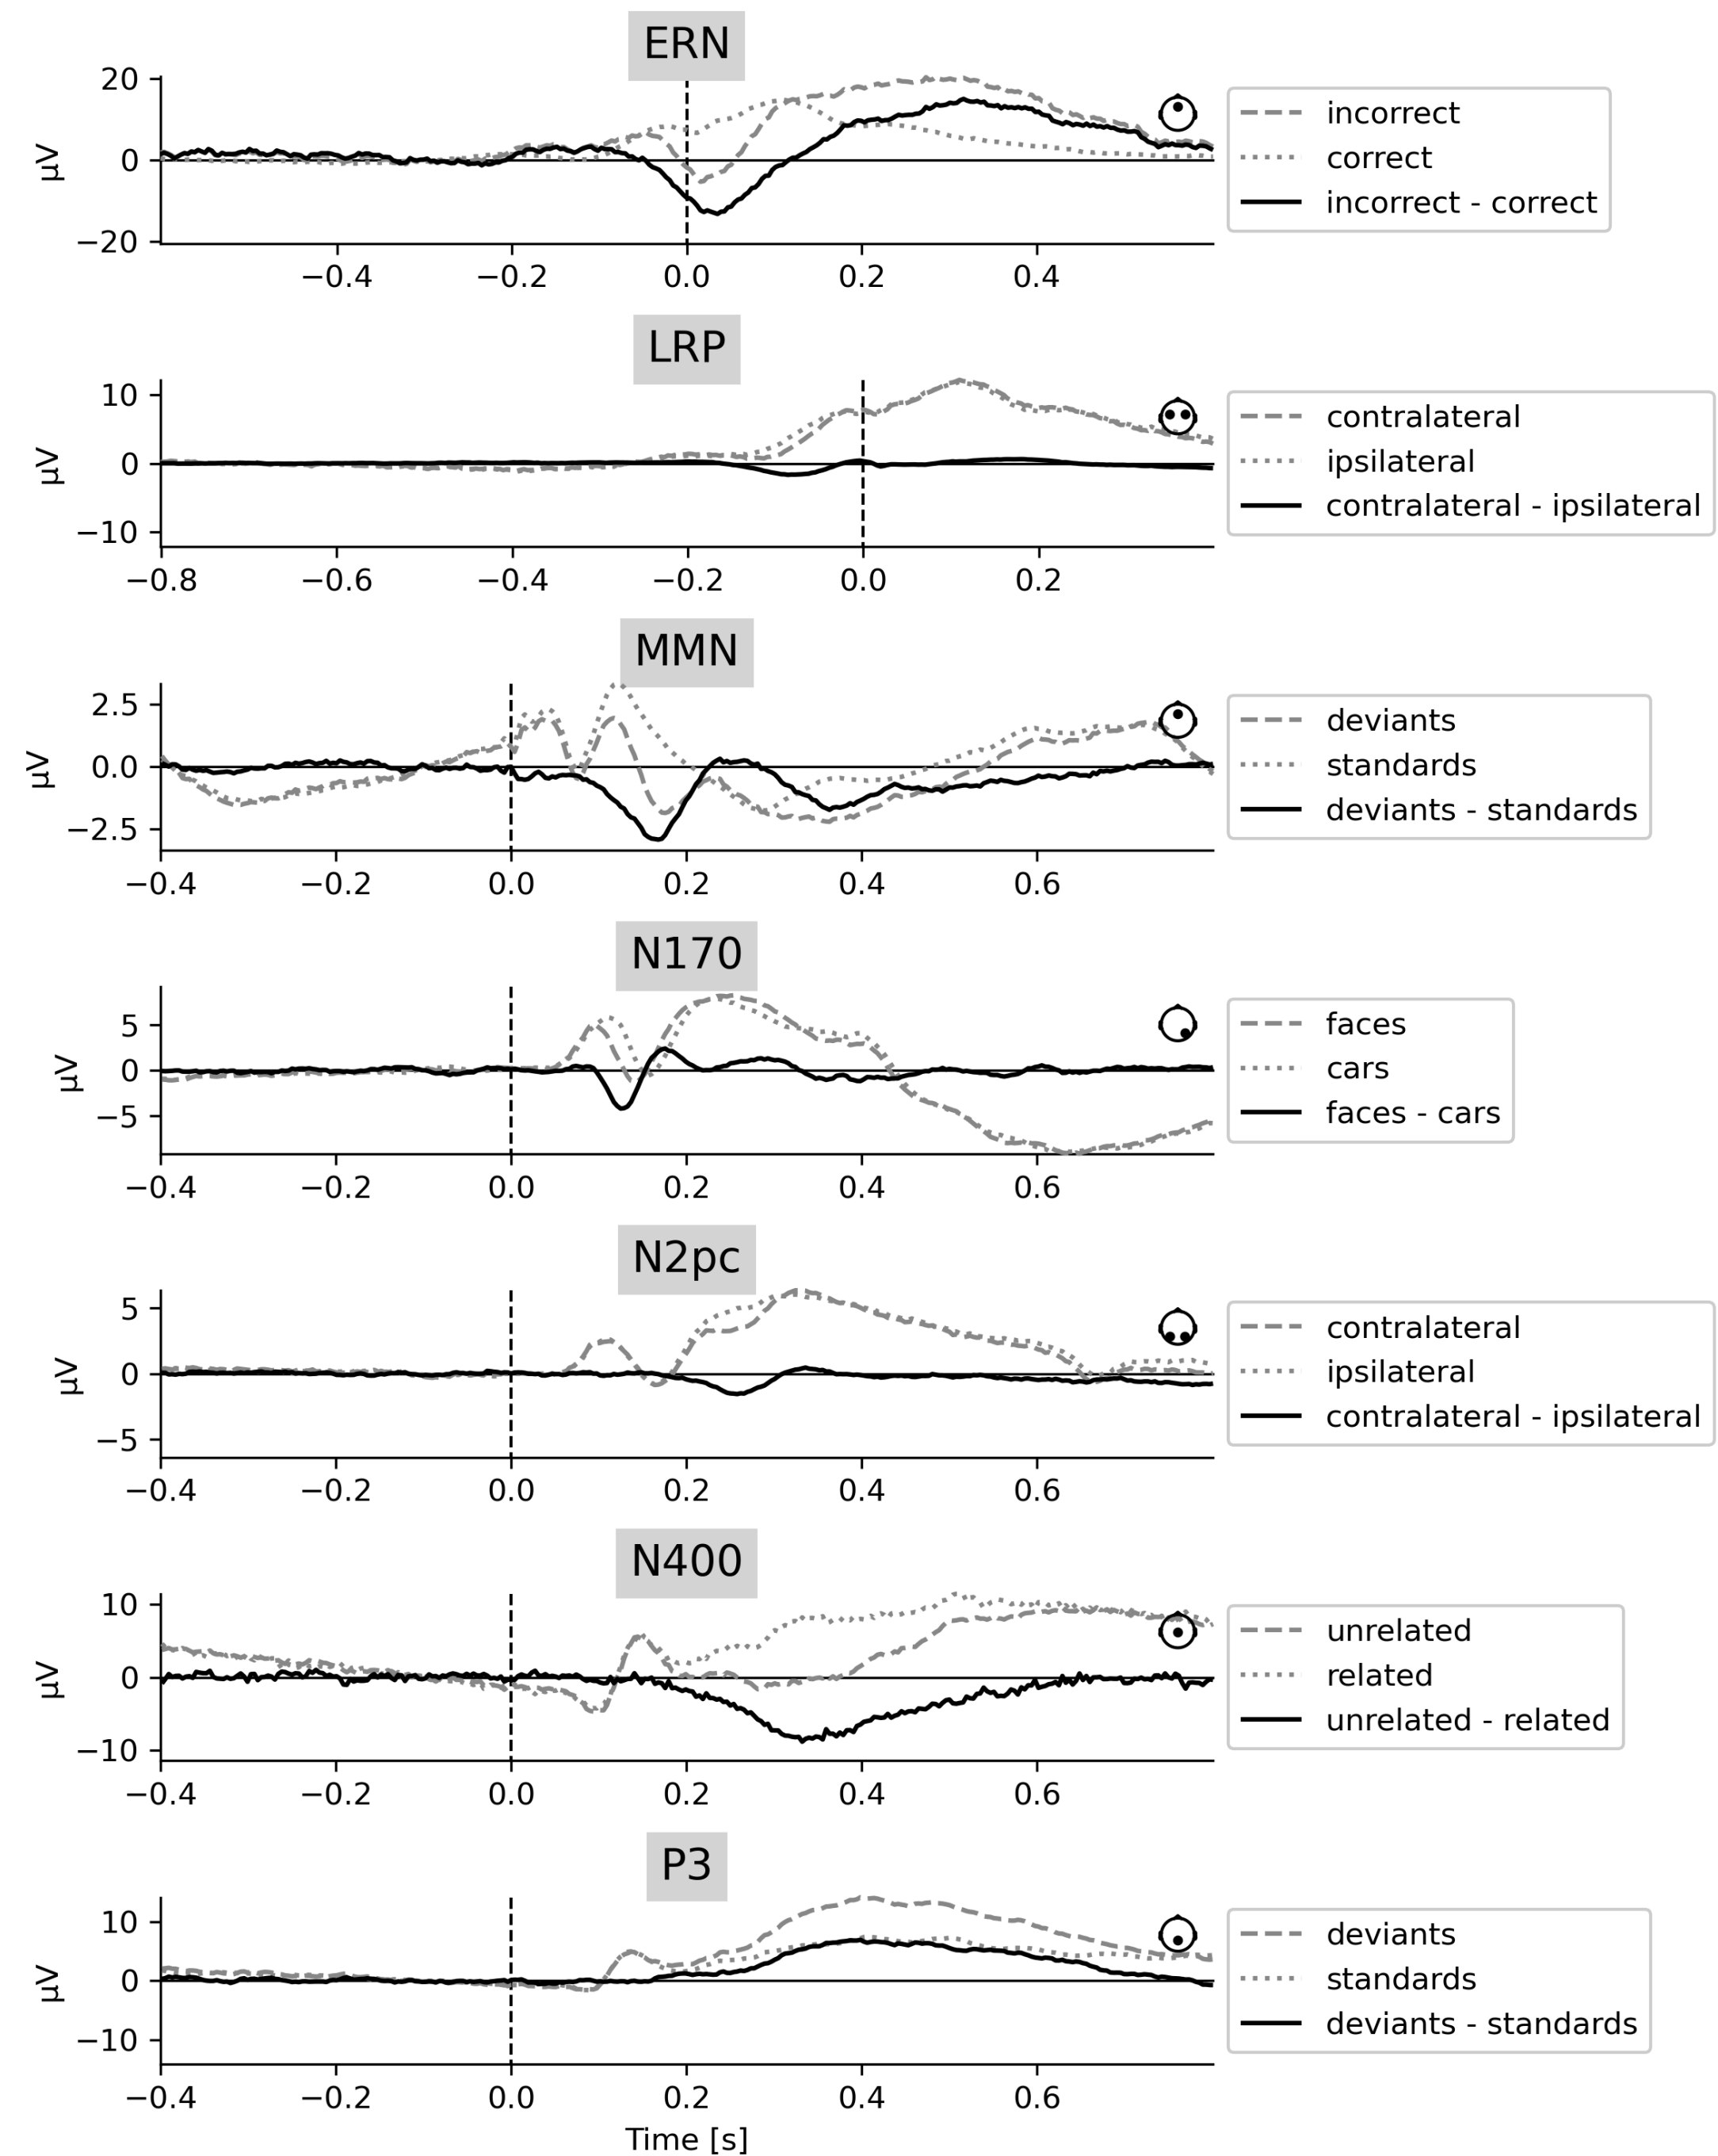 ERN
20
0
−20
µV
−0.4 −0.2 0.0 0.2 0.4
incorrect
correct
incorrect - correct
LRP
10
0
−10
µV
−0.8 −0.6 −0.4 −0.2 0.0 0.2
contralateral
ipsilateral
contralateral - ipsilateral
MMN
2.5
0.0
−2.5
µV
−0.4 −0.2 0.0 0.2 0.4 0.6
deviants
standards
deviants - standards
N170
5
0
−5
µV
−0.4 −0.2 0.0 0.2 0.4 0.6
faces
cars
faces - cars
N2pc
5
0
−5
µV
−0.4 −0.2 0.0 0.2 0.4 0.6
contralateral
ipsilateral
contralateral - ipsilateral
N400
10
0
−10
µV
−0.4 −0.2 0.0 0.2 0.4 0.6
unrelated
related
unrelated - related
P3
10
0
−10
µV
−0.4 −0.2 0.0 0.2 0.4 0.6
deviants
standards
deviants - standards
Time [s]